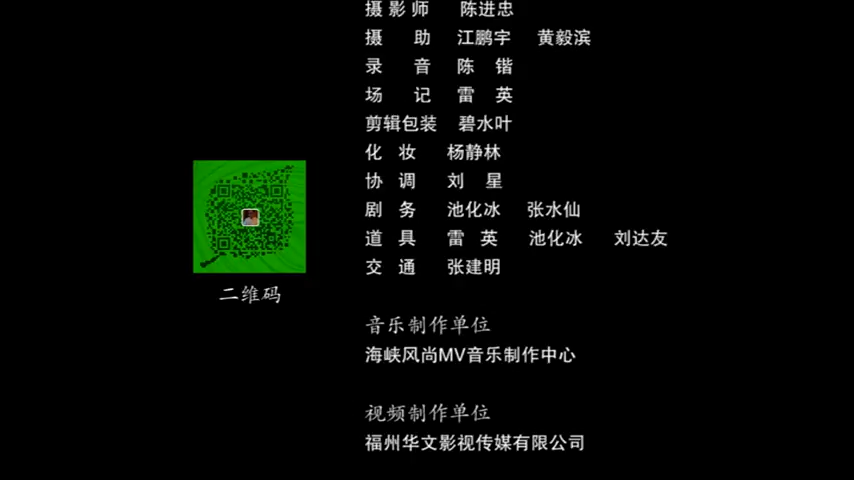 摄影师 陈进忠
摄 助 江鹏宇 黄毅滨
录 音 陈 锴
场 记 雷 英
剪辑包装 碧水叶
化 妆 杨静林
协 调 刘 星
剧 务 池化冰 张水仙
道 具 雷 英 池化冰 刘达友
交 通 张建明
二维码
音乐制作单位
海峡风尚MV音乐制作中心
视频制作单位
福州华文影视传媒有限公司